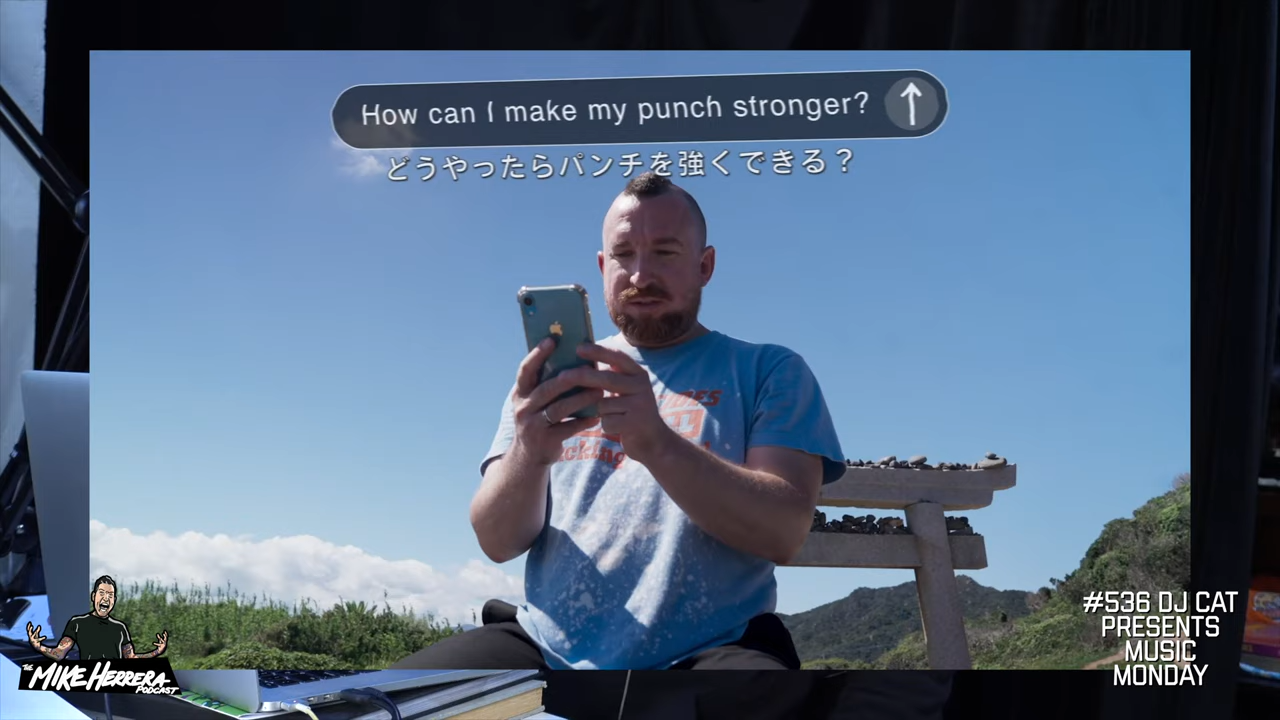 How can I make my punch stronger?
どうやったらパンチを強くできる？
THE MIKE HERRERA
PODCAST
#536 DJ CAT
PRESENTS
MUSIC
MONDAY